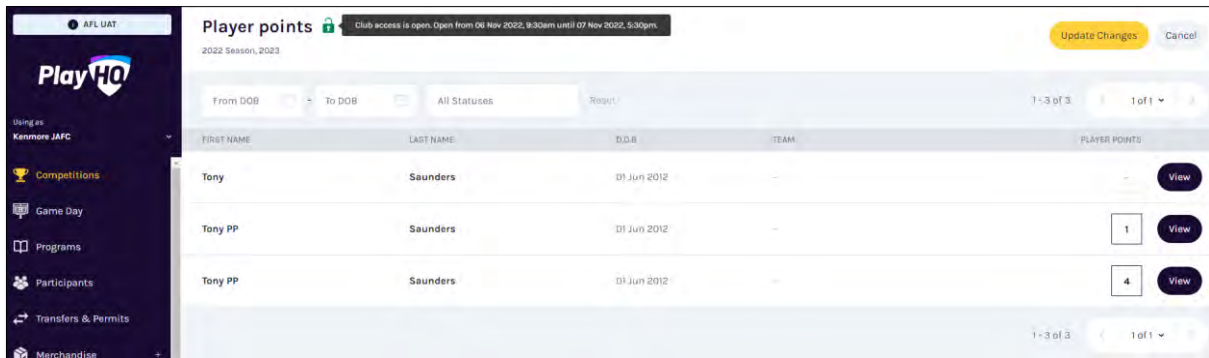 AFL UAT
PlayHQ
Using as
Kenmore JAFC
Competitions
Game Day
Programs
Participants
Transfers & Permits
Merchandise +
Player points
Club access is open. Open from 06 Nov 2022, 9:30am until 07 Nov 2022, 5:30pm.
2022 Season, 2023
Update Changes Cancel
From DOB - To DOB All Statuses Reset
1 - 3 of 3 1 of 1
FIRST NAME LAST NAME D.O.B TEAM PLAYER POINTS
Tony Saunders 01 Jun 2012 - - View
Tony PP Saunders 01 Jun 2012 - 1 View
Tony PP Saunders 01 Jun 2012 - 4 View
1 - 3 of 3 1 of 1